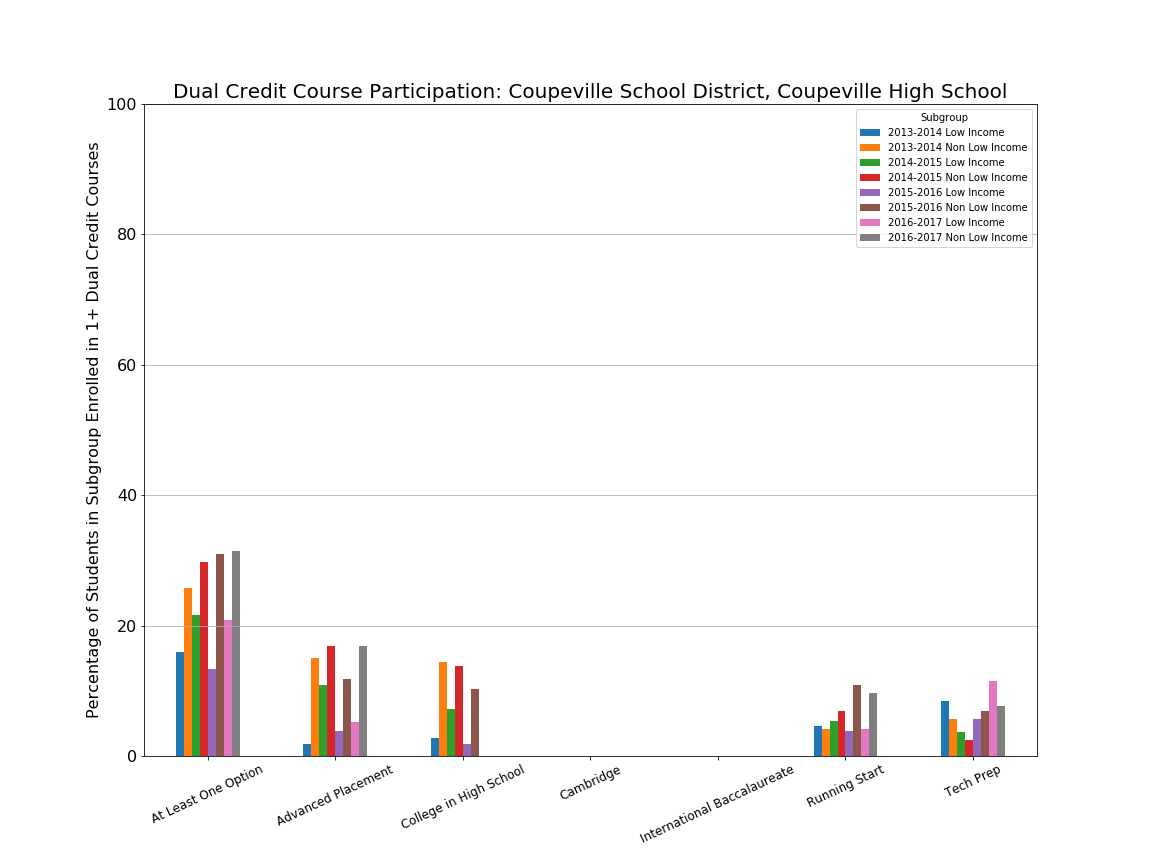 Dual Credit Course Participation: Coupeville School District, Coupeville High School
Percentage of Students in Subgroup Enrolled in 1+ Dual Credit Courses
100
80
60
40
20
0
Subgroup
2013-2014 Low Income
2013-2014 Non Low Income
2014-2015 Low Income
2014-2015 Non Low Income
2015-2016 Low Income
2015-2016 Non Low Income
2016-2017 Low Income
2016-2017 Non Low Income
At Least One Option
Advanced Placement
College in High School
Cambridge
International Baccalaureate
Running Start
Tech Prep